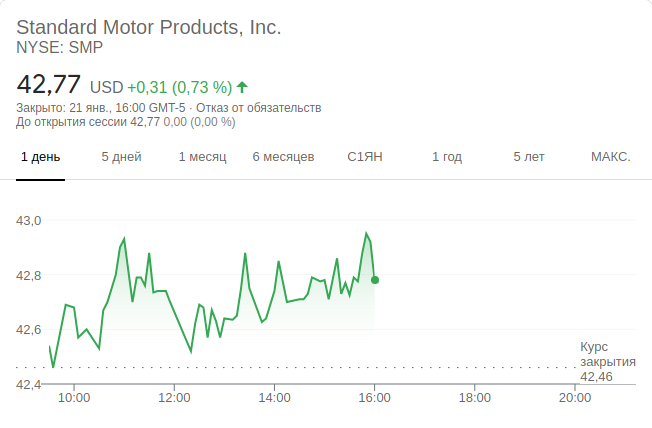 Standard Motor Products, Inc.
NYSE: SMP
42,77 USD +0,31 (0,73 %)
Закрыто: 21 янв., 16:00 GMT-5 · Отказ от обязательств
До открытия сессии 42,77 0,00 (0,00 %)
1 день 5 дней 1 месяц 6 месяцев С1ЯН 1 год 5 лет МАКС.
43,0
42,8
42,6
Курс
закрытия
42,46
42,4
10:00 12:00 14:00 16:00 18:00 20:00